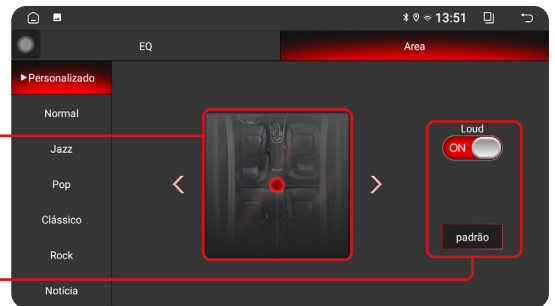 13:51
EQ
Area
Personalizado
Normal
Jazz
Pop
Clássico
Rock
Notícia
Loud
ON
padrão